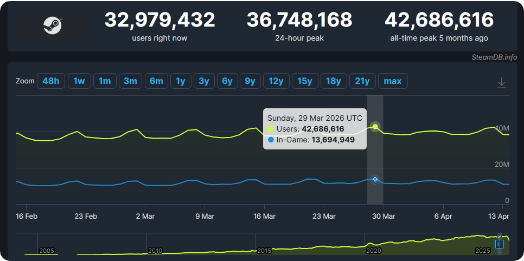 32,979,432
users right now
36,748,168
24-hour peak
42,686,616
all-time peak 5 months ago
SteamDB.info
Zoom 48h 1w 1m 3m 6m 1y 3y 6y 9y 12y 15y 18y 21y max
Sunday, 29 Mar 2026 UTC
Users: 42,686,616
In-Game: 13,694,949
40M
20M
0
16 Feb 23 Feb 2 Mar 9 Mar 16 Mar 23 Mar 30 Mar 6 Apr 13 Apr
2005 2010 2015 2020 2025